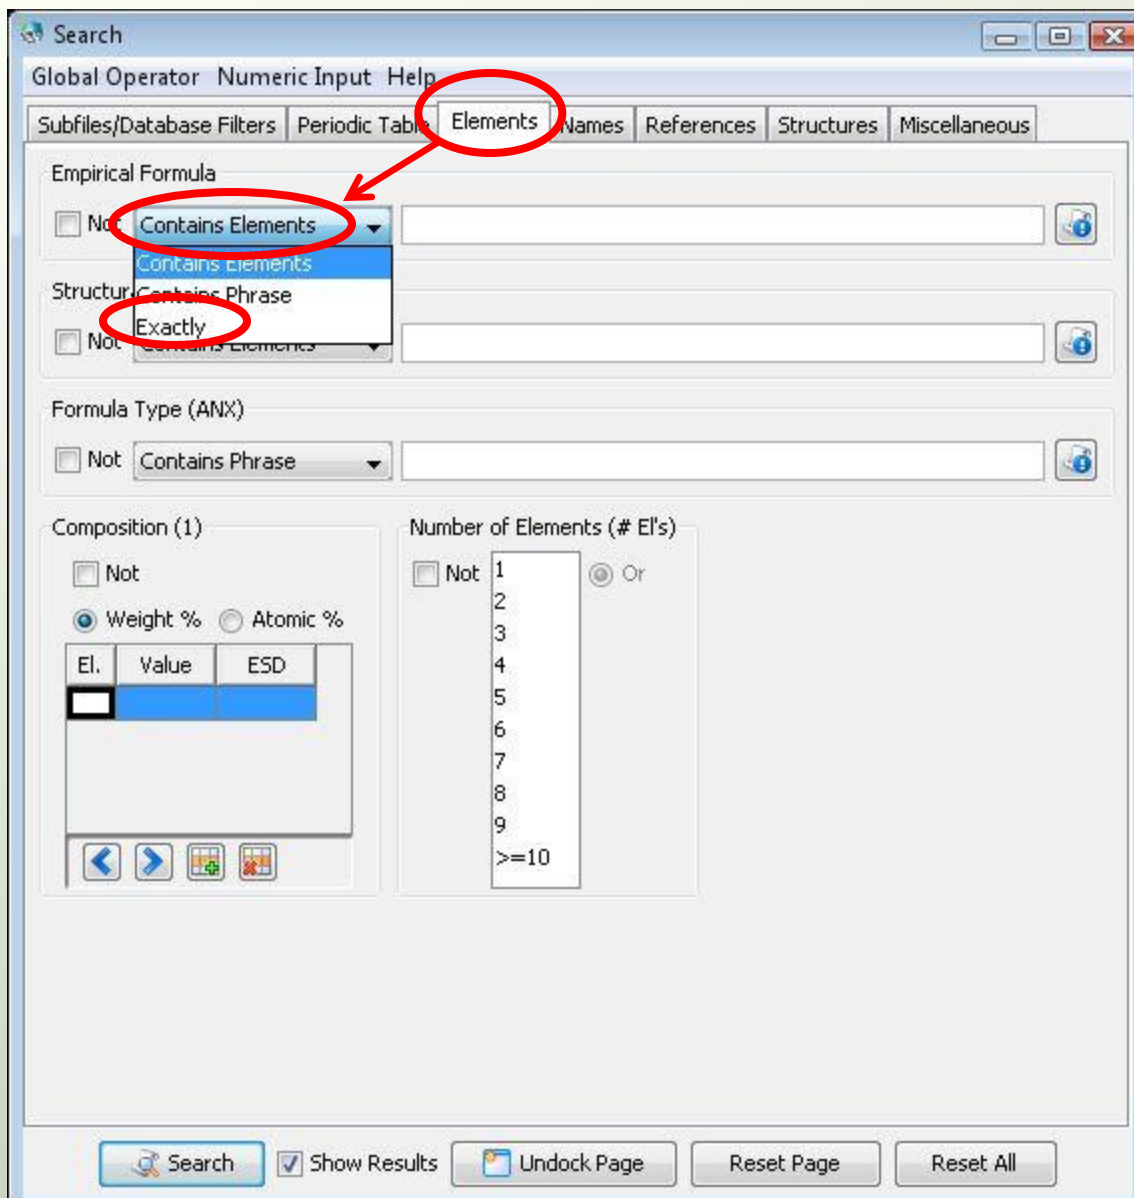 Search
Global Operator Numeric Input Help
Subfiles/Database Filters Periodic Table Elements Names References Structures Miscellaneous
Empirical Formula
Not Contains Elements
Contains Elements
Contains Phrase
Exactly
Not
Formula Type (ANX)
Not Contains Phrase
Composition (1)
Not
Weight % Atomic %
El. Value ESD
Number of Elements (# El's)
Not Or
1
2
3
4
5
6
7
8
9
>=10
Search Show Results Undock Page Reset Page Reset All